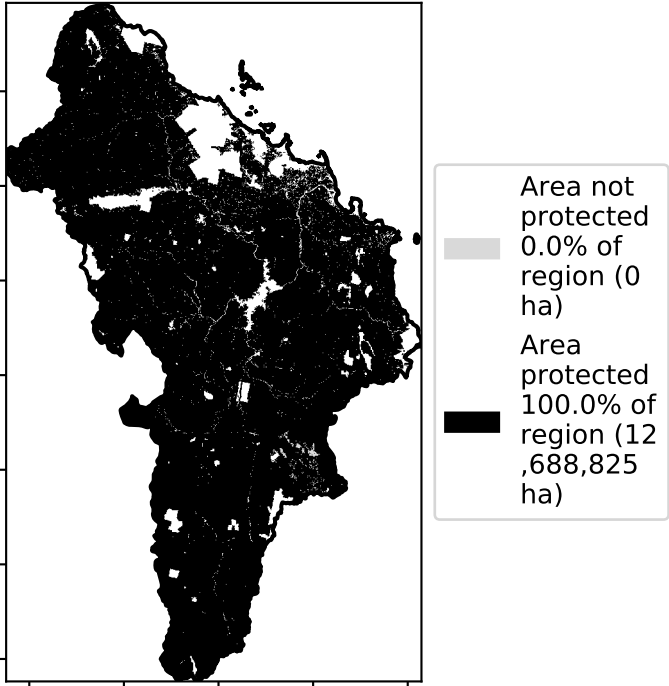 Area not
protected
0.0% of
region (0
ha)
Area
protected
100.0% of
region (12
,688,825
ha)